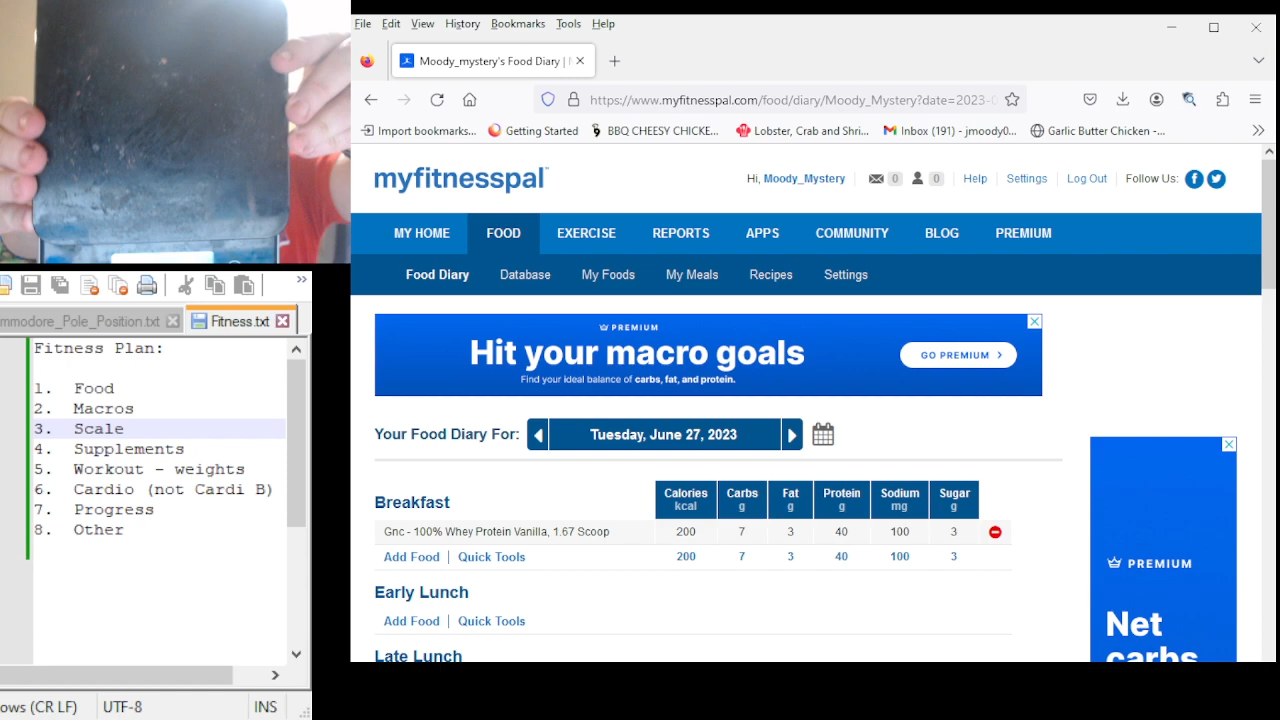 File Edit View History Bookmarks Tools Help
Moody_mystery's Food Diary |
https://www.myfitnesspal.com/food/diary/Moody_Mystery?date=2023-
Import bookmarks... Getting Started BBQ CHEESY CHICKE... Lobster, Crab and Shri... Inbox (191) - jmoody0... Garlic Butter Chicken -...
myfitnesspal
Hi, Moody_Mystery 0 0 Help Settings Log Out Follow Us:
MY HOME FOOD EXERCISE REPORTS APPS COMMUNITY BLOG PREMIUM
Food Diary Database My Foods My Meals Recipes Settings
PREMIUM
Hit your macro goals
Find your ideal balance of carbs, fat, and protein.
GO PREMIUM >
Your Food Diary For: Tuesday, June 27, 2023
Breakfast Calories kcal Carbs g Fat g Protein g Sodium mg Sugar g
Gnc - 100% Whey Protein Vanilla, 1.67 Scoop 200 7 3 40 100 3
Add Food | Quick Tools 200 7 3 40 100 3
Early Lunch
Add Food | Quick Tools
Late Lunch
PREMIUM
Net
carbs
mmodore_Pole_Position.txt Fitness.txt
Fitness Plan:
1. Food
2. Macros
3. Scale
4. Supplements
5. Workout - weights
6. Cardio (not Cardi B)
7. Progress
8. Other
ows (CR LF) UTF-8 INS